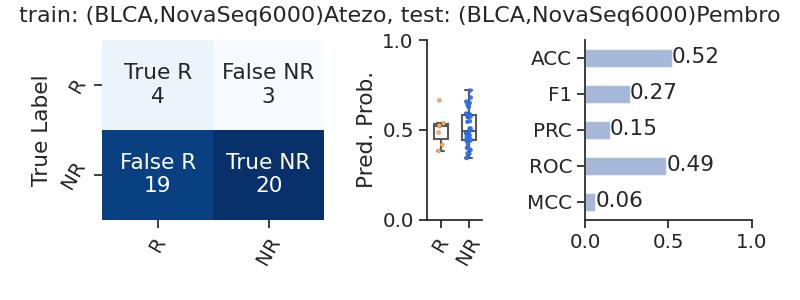 train: (BLCA,NovaSeq6000)Atezo, test: (BLCA,NovaSeq6000)Pembro
True Label
R
NR
True R
4
False NR
3
False R
19
True NR
20
R
NR
Pred. Prob.
1.0
0.5
0.0
R
NR
ACC
0.52
F1
0.27
PRC
0.15
ROC
0.49
MCC
0.06
0.0
0.5
1.0